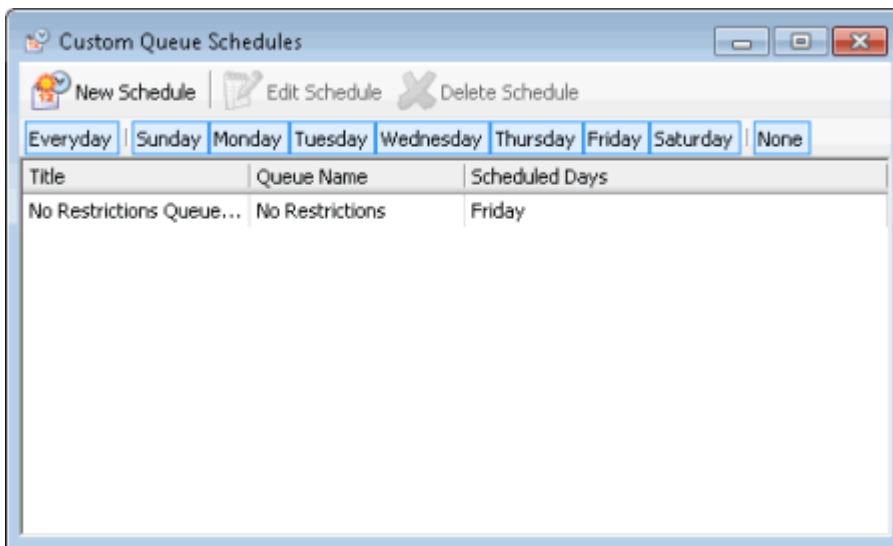 Custom Queue Schedules
New Schedule Edit Schedule Delete Schedule
Everyday Sunday Monday Tuesday Wednesday Thursday Friday Saturday None
Title Queue Name Scheduled Days
No Restrictions Queue... No Restrictions Friday